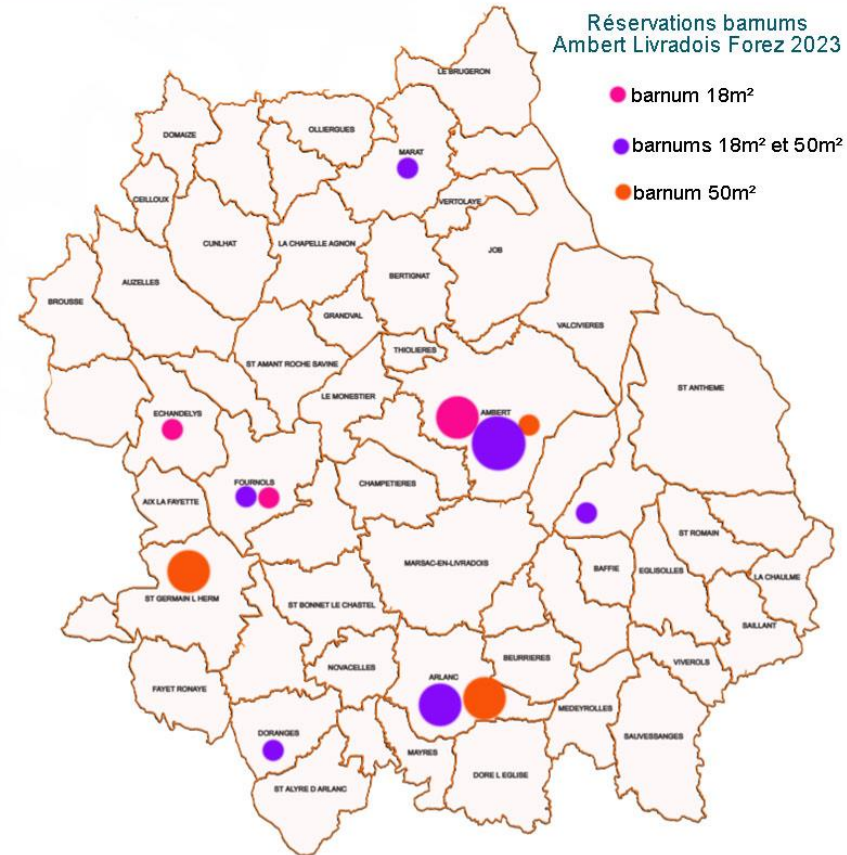 Réservations barnums
Ambert Livradois Forez 2023
barnum 18m²
barnums 18m² et 50m²
barnum 50m²
LE BRUGERON
DOMAIZE
OLLIERGUES
MARAT
CEILLOUX
VERTOLAYE
CUNLHAT
LA CHAPELLE AGNON
JOB
BERTIGNAT
AUZELLES
BROUSSE
GRANDVAL
VALCIVIERES
THIOLIERES
ST AMANT ROCHE SAVINE
ST ANTHEME
LE MONESTIER
ECHANDELYS
AMBERT
FOURNOLS
CHAMPETIERES
AIX LA FAYETTE
ST ROMAIN
MARSAC-EN-LIVRADOIS
BAFFIE
EGLISOLLES
LA CHAULME
ST GERMAIN L HERM
ST BONNET LE CHASTEL
SAILLANT
BEURRIERES
VIVEROLS
NOVACELLES
ARLANC
FAYET RONAYE
MEDEYROLLES
DORANGES
SAUVESSANGES
MAYRES
DORE L EGLISE
ST ALYRE D ARLANC